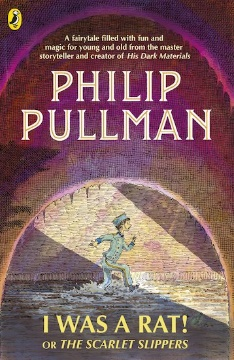 A fairytale filled with fun and
magic for young and old from the master
storyteller and creator of His Dark Materials
PHILIP
PULLMAN
I WAS A RAT!
OR THE SCARLET SLIPPERS